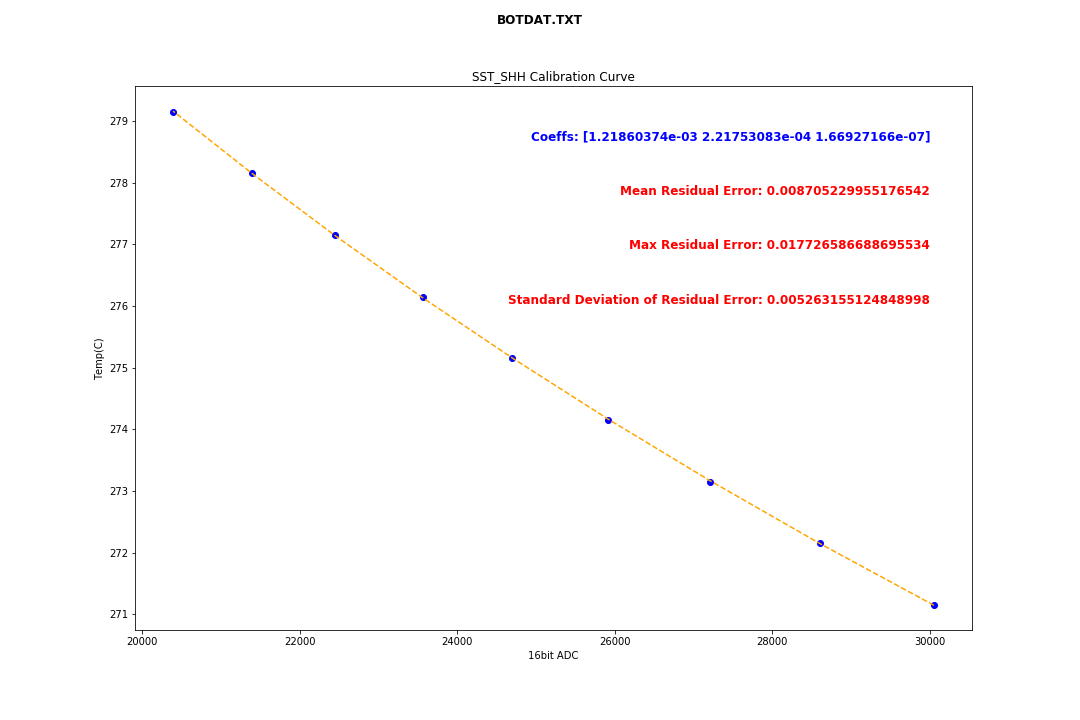 BOTDAT.TXT
SST_SHH Calibration Curve
Coeffs: [1.21860374e-03 2.21753083e-04 1.66927166e-07]
Mean Residual Error: 0.008705229955176542
Max Residual Error: 0.017726586688695534
Standard Deviation of Residual Error: 0.005263155124848998
Temp(C)
279
278
277
276
275
274
273
272
271
20000 22000 24000 26000 28000 30000
16bit ADC